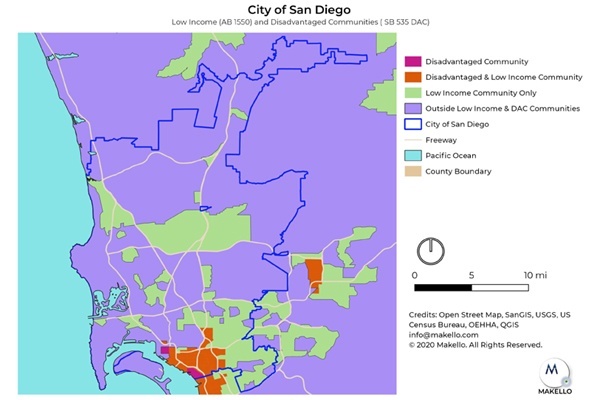 City of San Diego
Low Income (AB 1550) and Disadvantaged Communities ( SB 535 DAC)
Disadvantaged Community
Disadvantaged & Low Income Community
Low Income Community Only
Outside Low Income & DAC Communities
City of San Diego
Freeway
Pacific Ocean
County Boundary
0 5 10 mi
Credits: Open Street Map, SanGIS, USGS, US
Census Bureau, OEHHA, QGIS
info@makello.com
© 2020 Makello. All Rights Reserved.
M
MAKELLO